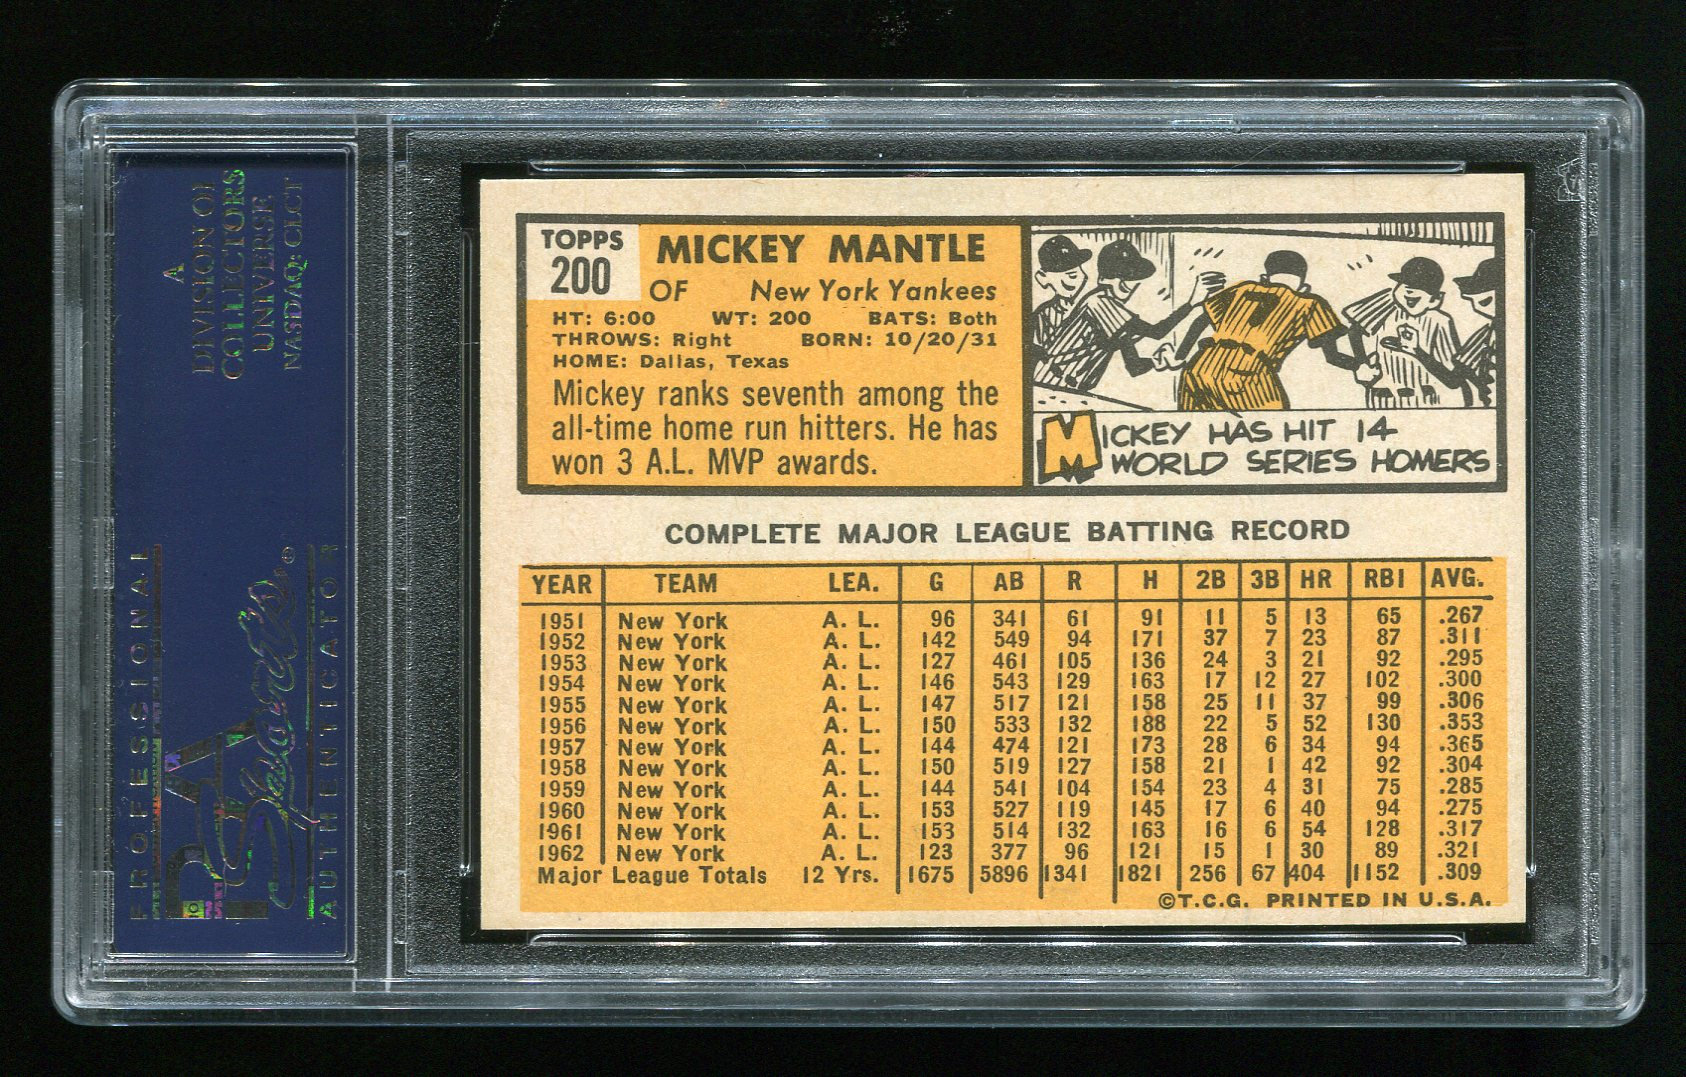 A
DIVISION OF
COLLECTORS
UNIVERSE
NASDAQ: CLCT
PROFESSIONAL
PSA
Sports
AUTHENTICATOR
TOPPS
200
MICKEY MANTLE
OF New York Yankees
HT: 6:00 WT: 200 BATS: Both
THROWS: Right BORN: 10/20/31
HOME: Dallas, Texas
Mickey ranks seventh among the
all-time home run hitters. He has
won 3 A.L. MVP awards.
7
MICKEY HAS HIT 14
WORLD SERIES HOMERS
COMPLETE MAJOR LEAGUE BATTING RECORD
YEAR TEAM LEA. G AB R H 2B 3B HR RBI AVG.
1951 New York A. L. 96 341 61 91 11 5 13 65 .267
1952 New York A. L. 142 549 94 171 37 7 23 87 .311
1953 New York A. L. 127 461 105 136 24 3 21 92 .295
1954 New York A. L. 146 543 129 163 17 12 27 102 .300
1955 New York A. L. 147 517 121 158 25 11 37 99 .306
1956 New York A. L. 150 533 132 188 22 5 52 130 .353
1957 New York A. L. 144 474 121 173 28 6 34 94 .365
1958 New York A. L. 150 519 127 158 21 1 42 92 .304
1959 New York A. L. 144 541 104 154 23 4 31 75 .285
1960 New York A. L. 153 527 119 145 17 6 40 94 .275
1961 New York A. L. 153 514 132 163 16 6 54 128 .317
1962 New York A. L. 123 377 96 121 15 1 30 89 .321
Major League Totals 12 Yrs. 1675 5896 1341 1821 256 67 404 1152 .309
©T.C.G. PRINTED IN U.S.A.